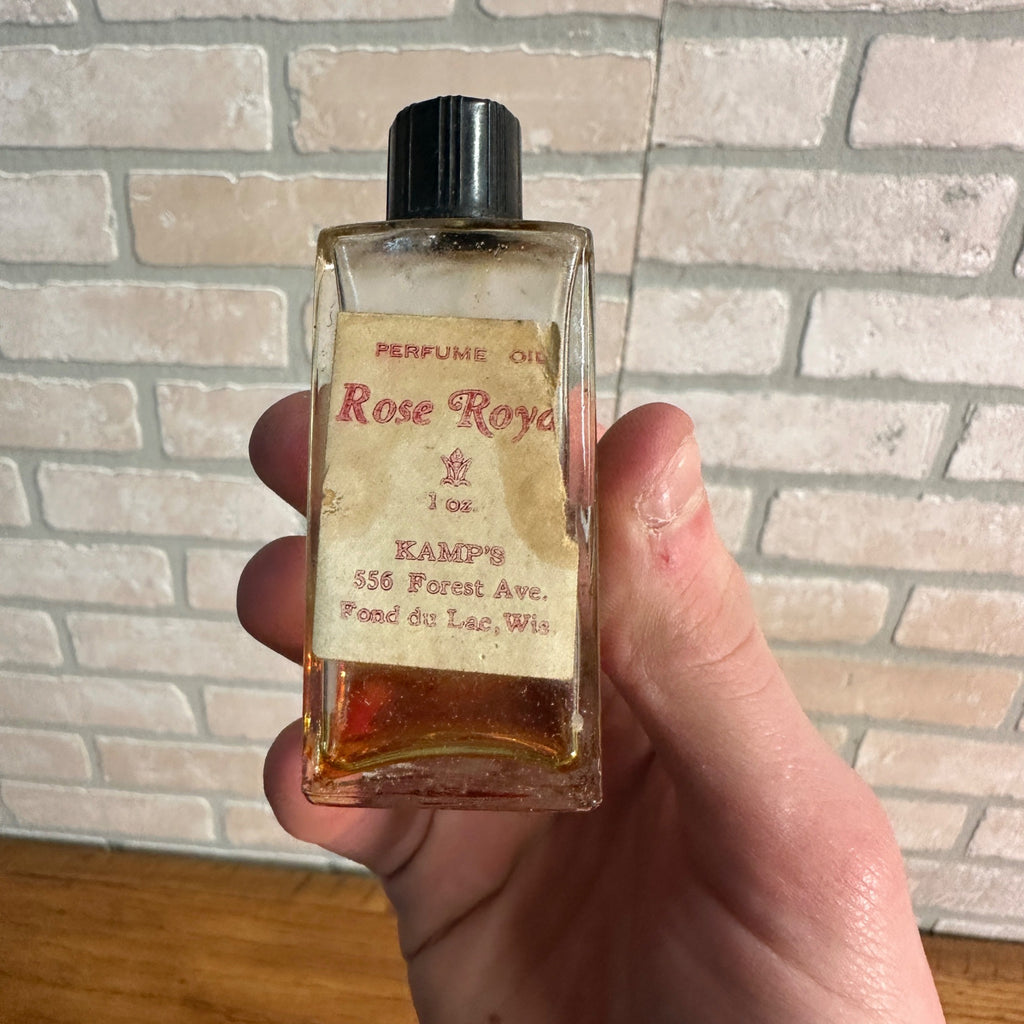 PERFUME OIL
Rose Roya
1 oz.
KAMP'S
556 Forest Ave.
Fond du Lac, Wis.